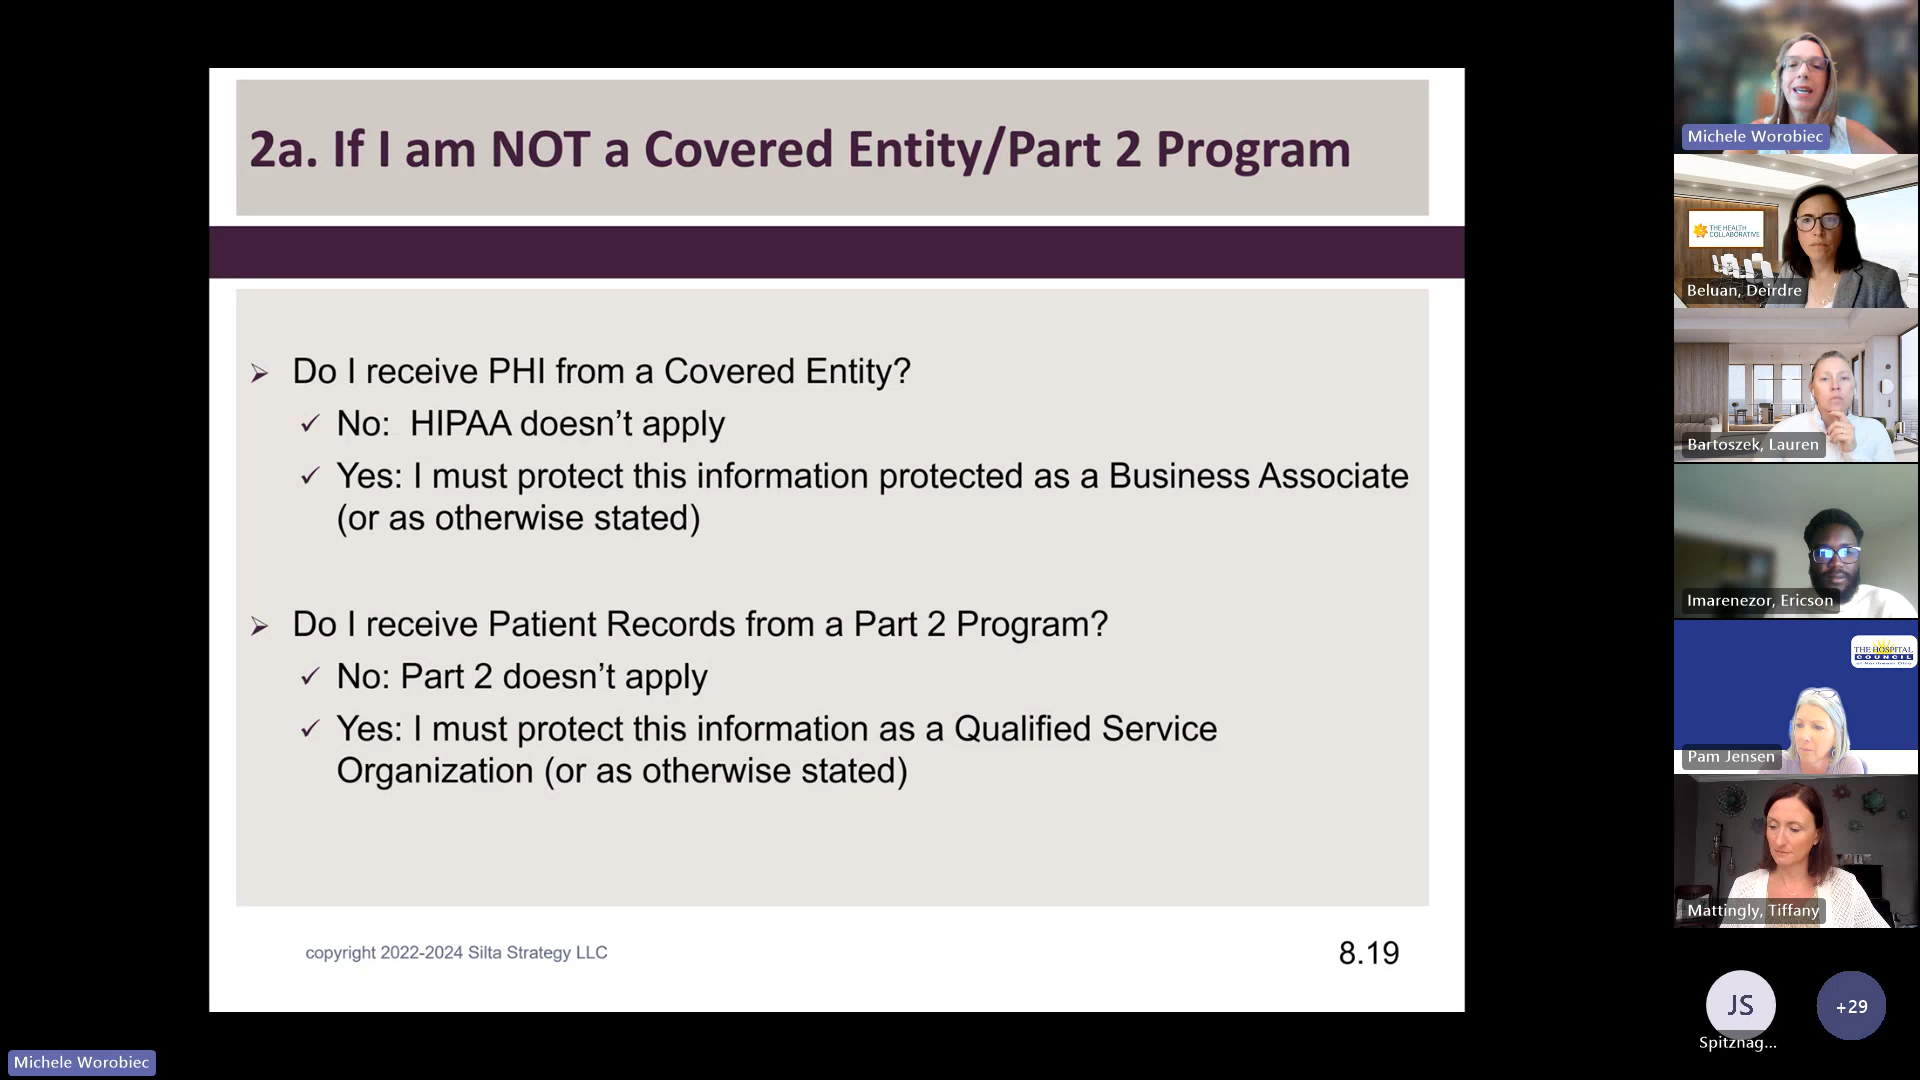 2a. If I am NOT a Covered Entity/Part 2 Program
➢ Do I receive PHI from a Covered Entity?
✓ No:  HIPAA doesn’t apply
✓ Yes: I must protect this information protected as a Business Associate
(or as otherwise stated)
➢ Do I receive Patient Records from a Part 2 Program?
✓ No: Part 2 doesn’t apply
✓ Yes: I must protect this information as a Qualified Service
Organization (or as otherwise stated)
copyright 2022-2024 Silta Strategy LLC
8.19
Michele Worobiec
Michele Worobiec
THE HEALTH
COLLABORATIVE
Beluan, Deirdre
Bartoszek, Lauren
Imarenezor, Ericson
THE HOSPITAL
COUNCIL
of Northwest Ohio
Pam Jensen
Mattingly, Tiffany
JS
+29
Spitznag...